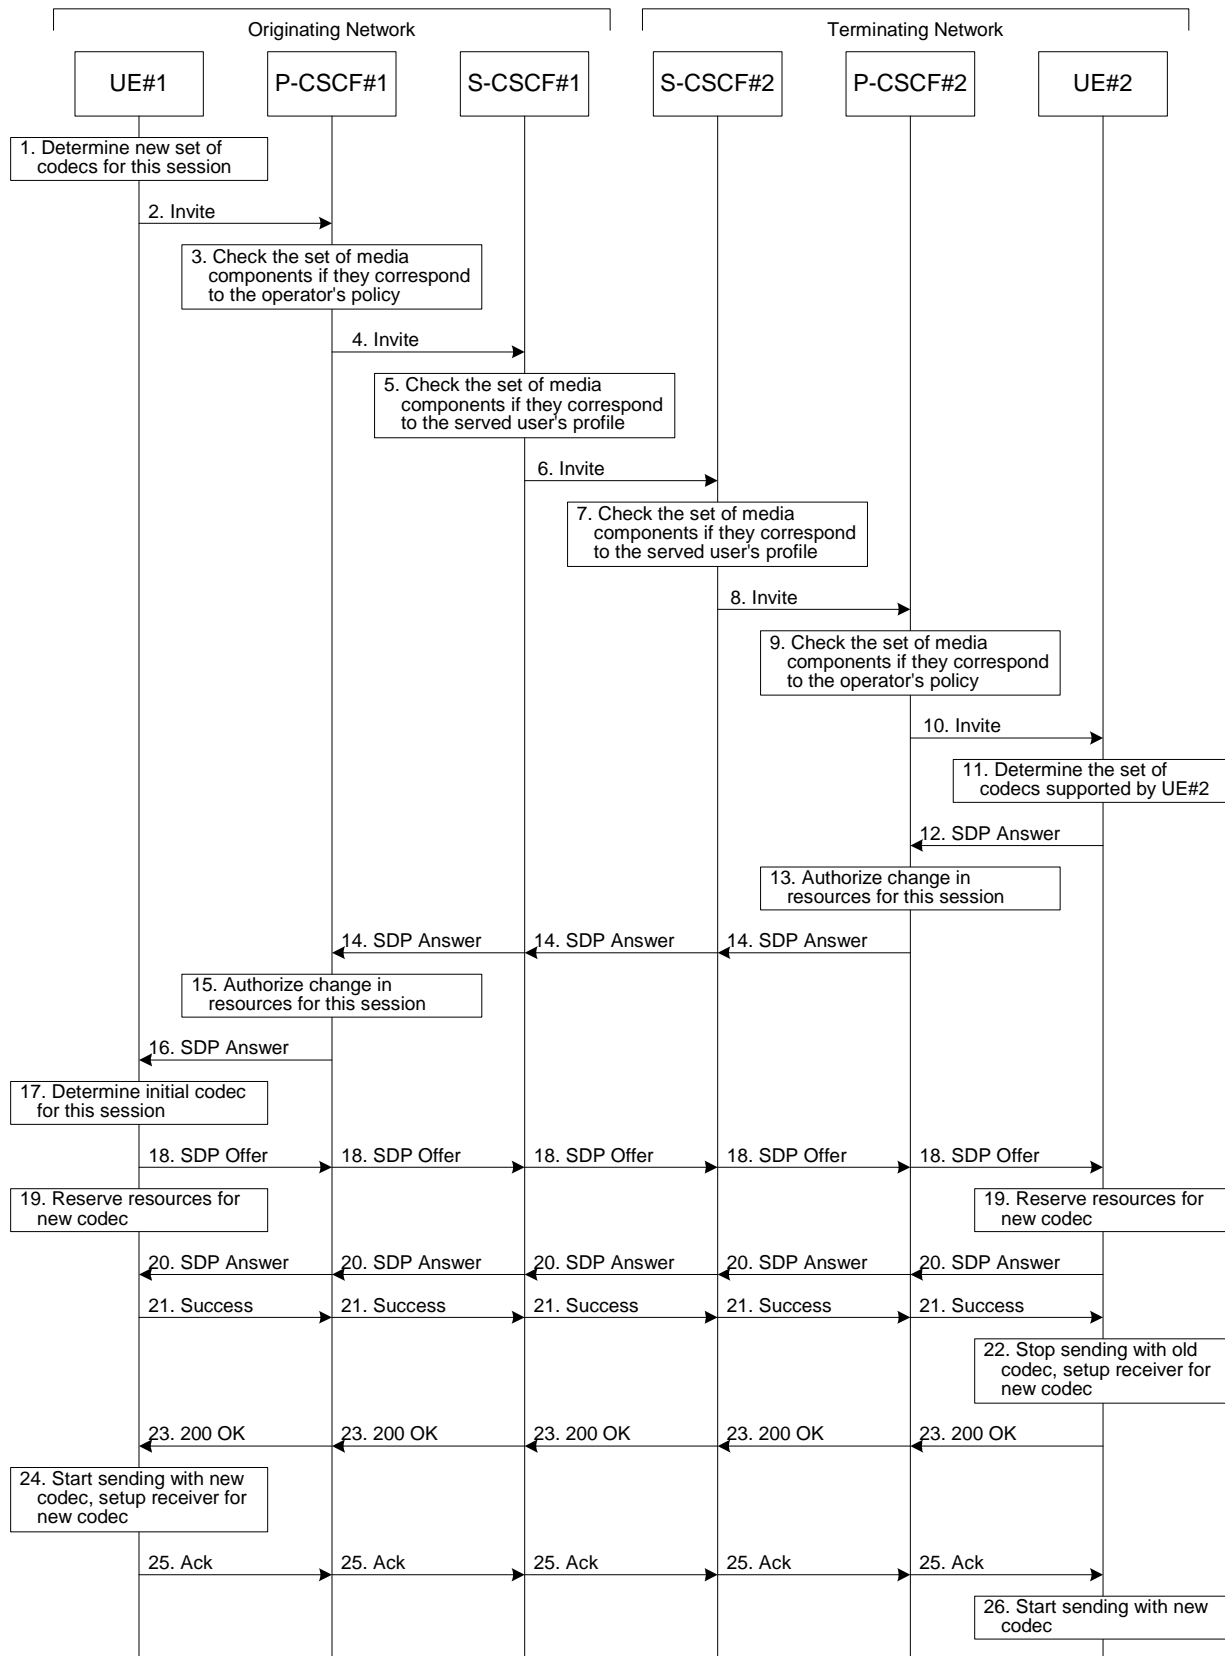 Originating Network
Terminating Network
UE#1
P-CSCF#1
S-CSCF#1
S-CSCF#2
P-CSCF#2
UE#2
1. Determine new set of
codecs for this session
2. Invite
3. Check the set of media
components if they correspond
to the operator's policy
4. Invite
5. Check the set of media
components if they correspond
to the served user's profile
6. Invite
7. Check the set of media
components if they correspond
to the served user's profile
8. Invite
9. Check the set of media
components if they correspond
to the operator's policy
10. Invite
11. Determine the set of
codecs supported by UE#2
12. SDP Answer
13. Authorize change in
resources for this session
14. SDP Answer
14. SDP Answer
14. SDP Answer
15. Authorize change in
resources for this session
16. SDP Answer
17. Determine initial codec
for this session
18. SDP Offer
18. SDP Offer
18. SDP Offer
18. SDP Offer
18. SDP Offer
19. Reserve resources for
new codec
19. Reserve resources for
new codec
20. SDP Answer
20. SDP Answer
20. SDP Answer
20. SDP Answer
20. SDP Answer
21. Success
21. Success
21. Success
21. Success
21. Success
22. Stop sending with old
codec, setup receiver for
new codec
23. 200 OK
23. 200 OK
23. 200 OK
23. 200 OK
23. 200 OK
24. Start sending with new
codec, setup receiver for
new codec
25. Ack
25. Ack
25. Ack
25. Ack
25. Ack
26. Start sending with new
codec